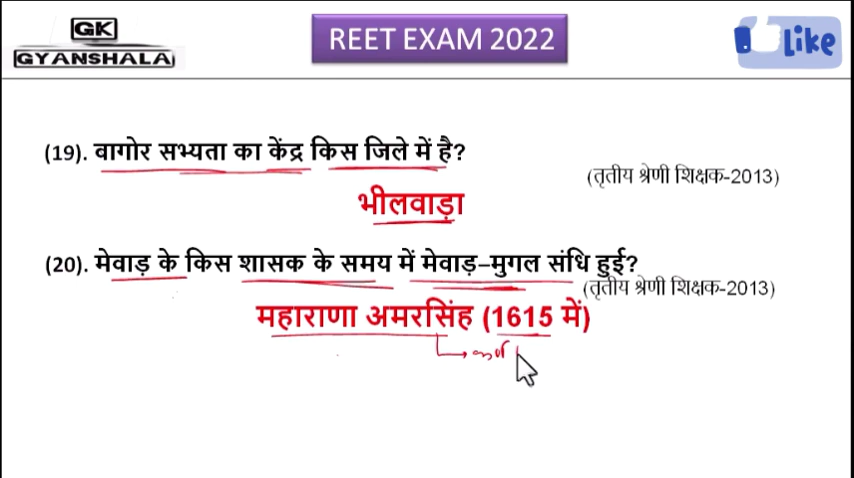 GK
GYANSHALA
REET EXAM 2022
Like
(19). वागोर सभ्यता का केंद्र किस जिले में है?
(तृतीय श्रेणी शिक्षक-2013)
भीलवाड़ा
(20). मेवाड़ के किस शासक के समय में मेवाड़–मुगल संधि हुई?
(तृतीय श्रेणी शिक्षक-2013)
महाराणा अमरसिंह (1615 में)